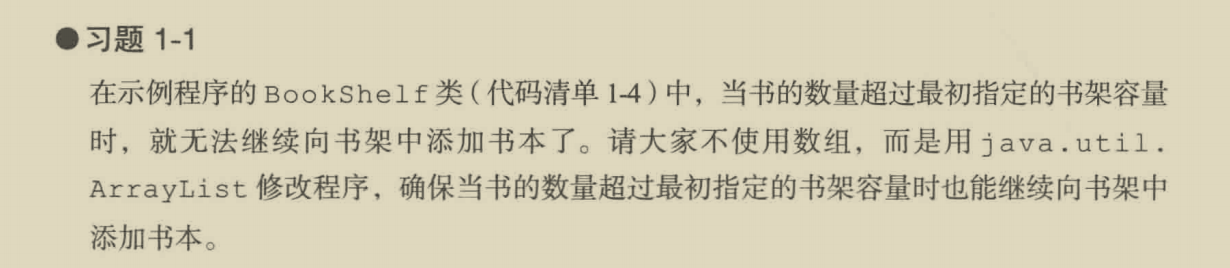 ●习题 1-1
在示例程序的 BookShelf 类（代码清单 1-4）中，当书的数量超过最初指定的书架容量
时，就无法继续向书架中添加书本了。请大家不使用数组，而是用 java.util.
ArrayList 修改程序，确保当书的数量超过最初指定的书架容量时也能继续向书架中
添加书本。